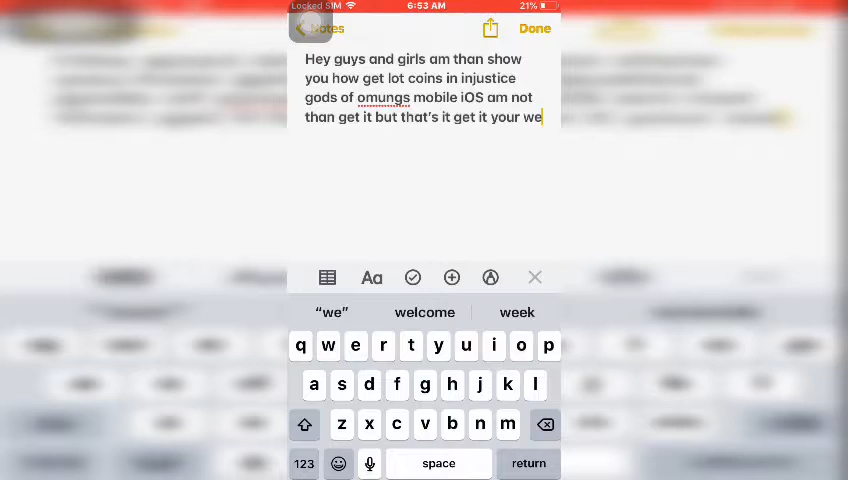 Locked SIM 6:53 AM 21%
Notes Done
Hey guys and girls am than show
you how get lot coins in injustice
gods of omungs mobile iOS am not
than get it but that's it get it your we
Aa
“we” welcome week
q w e r t y u i o p
a s d f g h j k l
z x c v b n m
123 space return